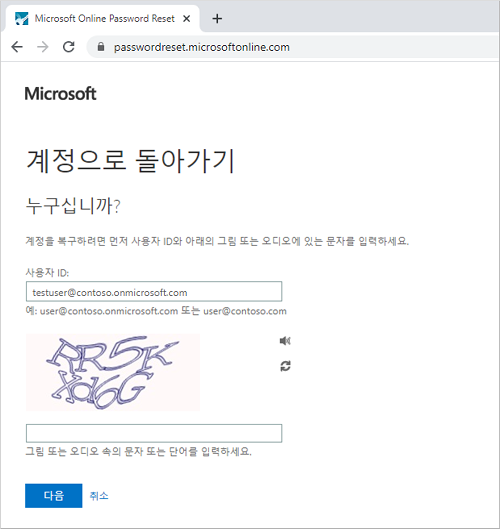 Microsoft Online Password Reset
passwordreset.microsoftonline.com
Microsoft
계정으로 돌아가기
누구십니까?
계정을 복구하려면 먼저 사용자 ID와 아래의 그림 또는 오디오에 있는 문자를 입력하세요.
사용자 ID:
testuser@contoso.onmicrosoft.com
예: user@contoso.onmicrosoft.com 또는 user@contoso.com
그림 또는 오디오 속의 문자 또는 단어를 입력하세요.
다음 취소